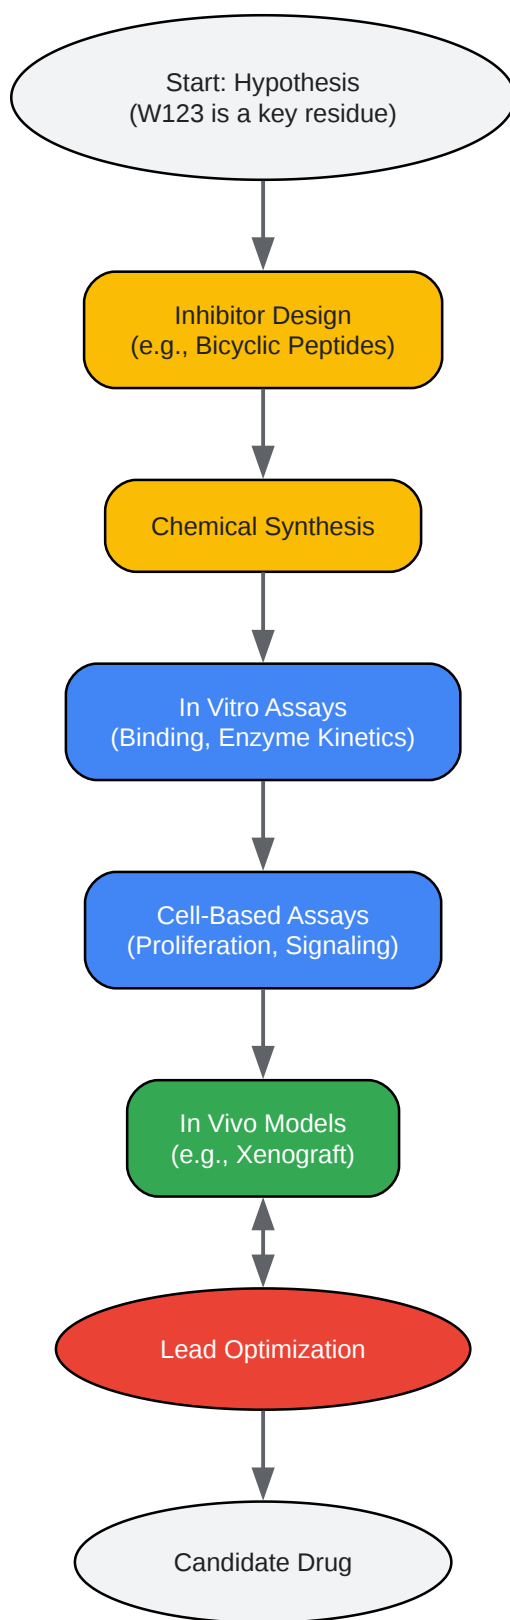 Start: Hypothesis
(W123 is a key residue)
Inhibitor Design
(e.g., Bicyclic Peptides)
Chemical Synthesis
In Vitro Assays
(Binding, Enzyme Kinetics)
Cell-Based Assays
(Proliferation, Signaling)
In Vivo Models
(e.g., Xenograft)
Lead Optimization
Candidate Drug